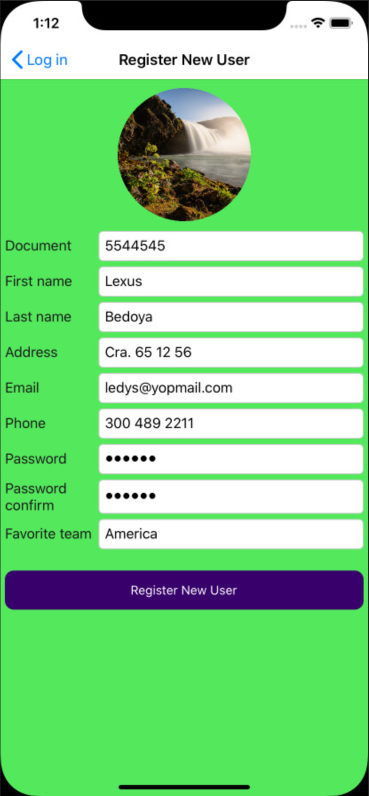 1:12
Log in
Register New User
Document 5544545
First name Lexus
Last name Bedoya
Address Cra. 65 12 56
Email ledys@yopmail.com
Phone 300 489 2211
Password ●●●●●●
Password
confirm ●●●●●●
Favorite team America
Register New User